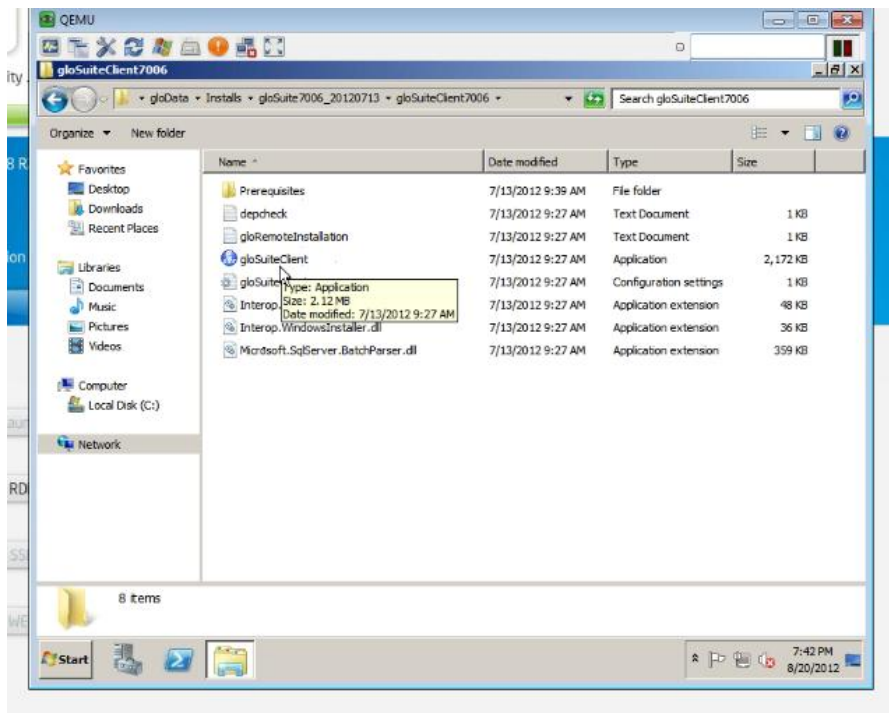 QEMU
gloSuiteClient7006
ity
gloData Installs gloSuite7006_20120713 gloSuiteClient7006
Search gloSuiteClient7006
Organize New folder
8 R
Favorites
Desktop
Downloads
Recent Places
Libraries
Documents
Music
Pictures
Videos
Computer
Local Disk (C:)
Network
Name Date modified Type Size
Prerequisites 7/13/2012 9:39 AM File folder
depcheck 7/13/2012 9:27 AM Text Document 1 KB
gloRemoteInstallation 7/13/2012 9:27 AM Text Document 1 KB
gloSuiteClient 7/13/2012 9:27 AM Application 2,172 KB
gloSuite 7/13/2012 9:27 AM Configuration settings 1 KB
Interop. 7/13/2012 9:27 AM Application extension 48 KB
Interop.WindowsInstaller.dll 7/13/2012 9:27 AM Application extension 36 KB
Microsoft.SqlServer.BatchParser.dll 7/13/2012 9:27 AM Application extension 359 KB
Type: Application
Size: 2.12 MB
Date modified: 7/13/2012 9:27 AM
RD
SS
WE
8 items
Start
7:42 PM
8/20/2012